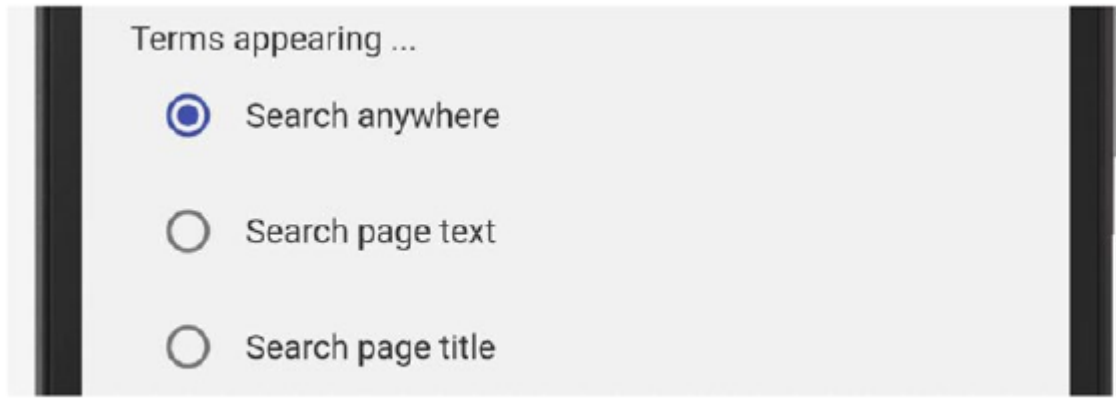 Terms appearing ...
Search anywhere
Search page text
Search page title